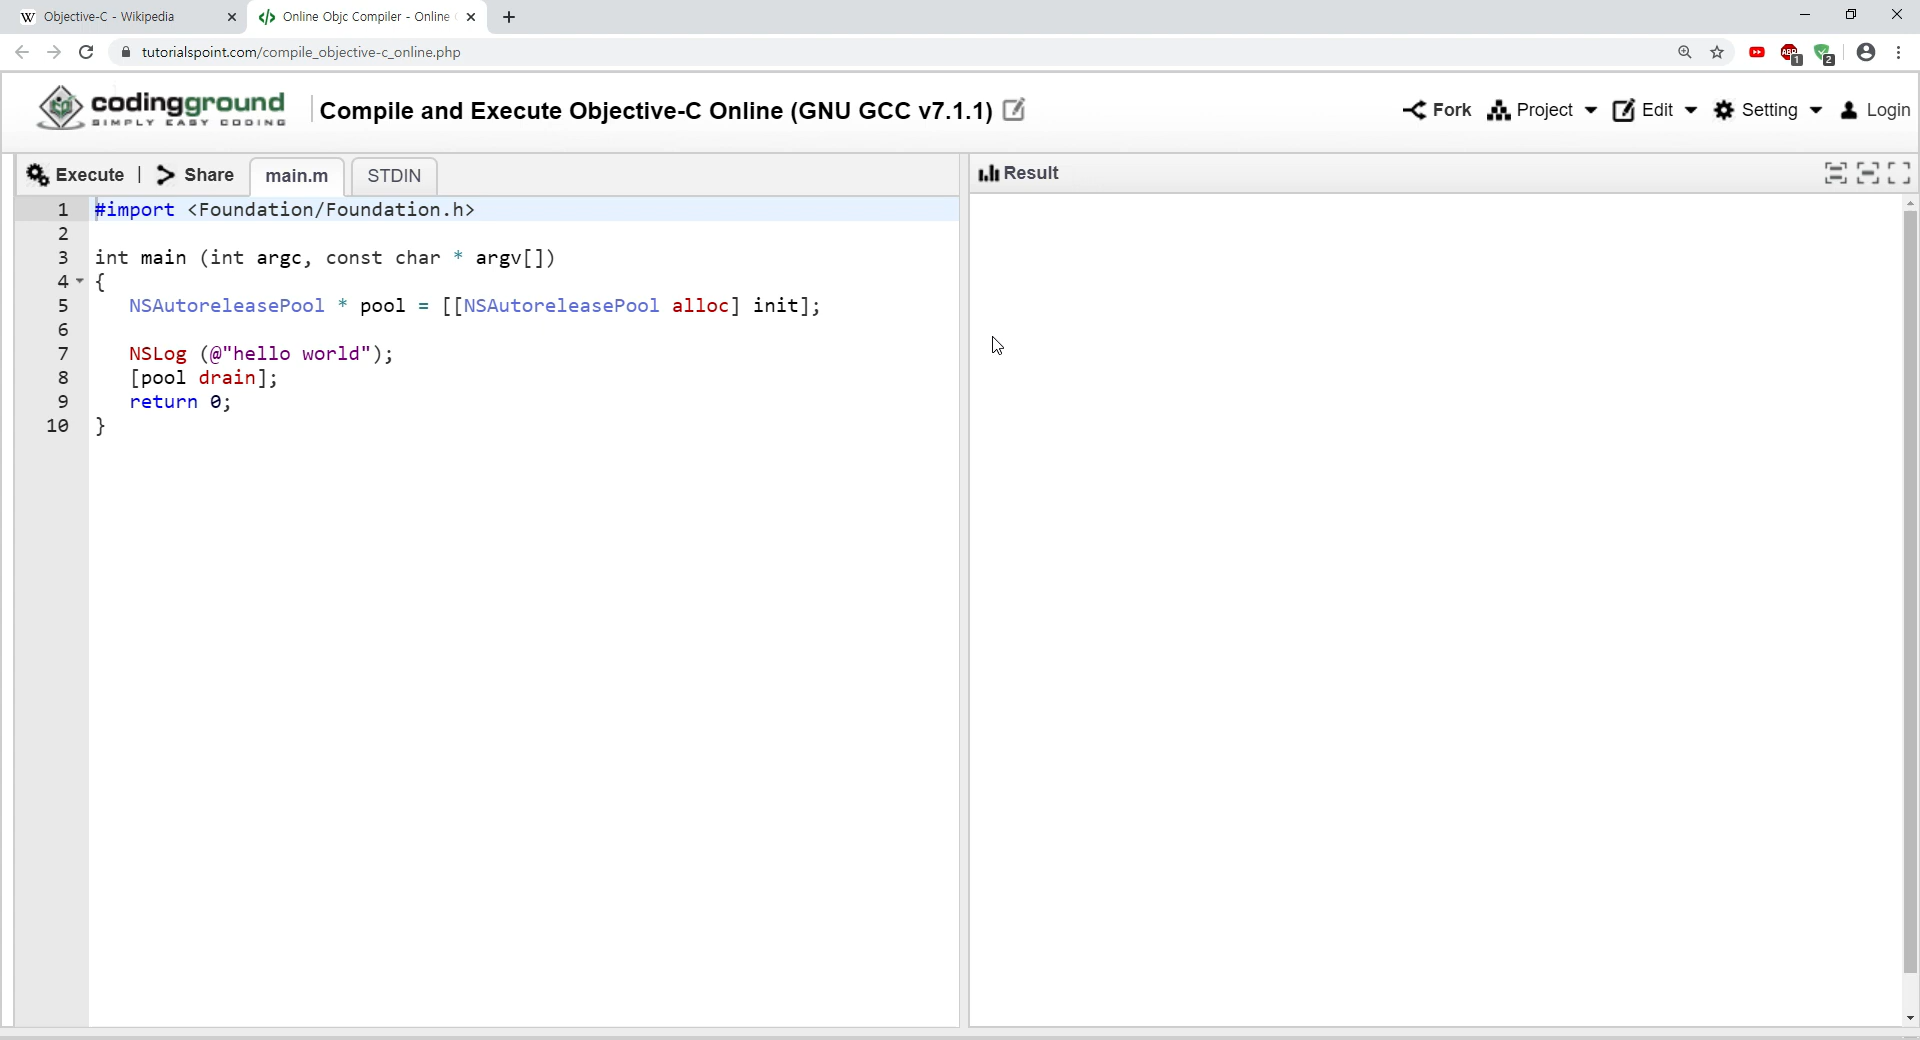 Objective-C - Wikipedia
Online Objc Compiler - Online
tutorialspoint.com/compile_objective-c_online.php
ABP
1
2
codingground
SIMPLY EASY CODING
Compile and Execute Objective-C Online (GNU GCC v7.1.1)
Fork
Project
Edit
Setting
Login
Execute | Share
main.m
STDIN
Result
1 #import <Foundation/Foundation.h>
2
3 int main (int argc, const char * argv[])
4 {
5    NSAutoreleasePool * pool = [[NSAutoreleasePool alloc] init];
6
7    NSLog (@"hello world");
8    [pool drain];
9    return 0;
10 }